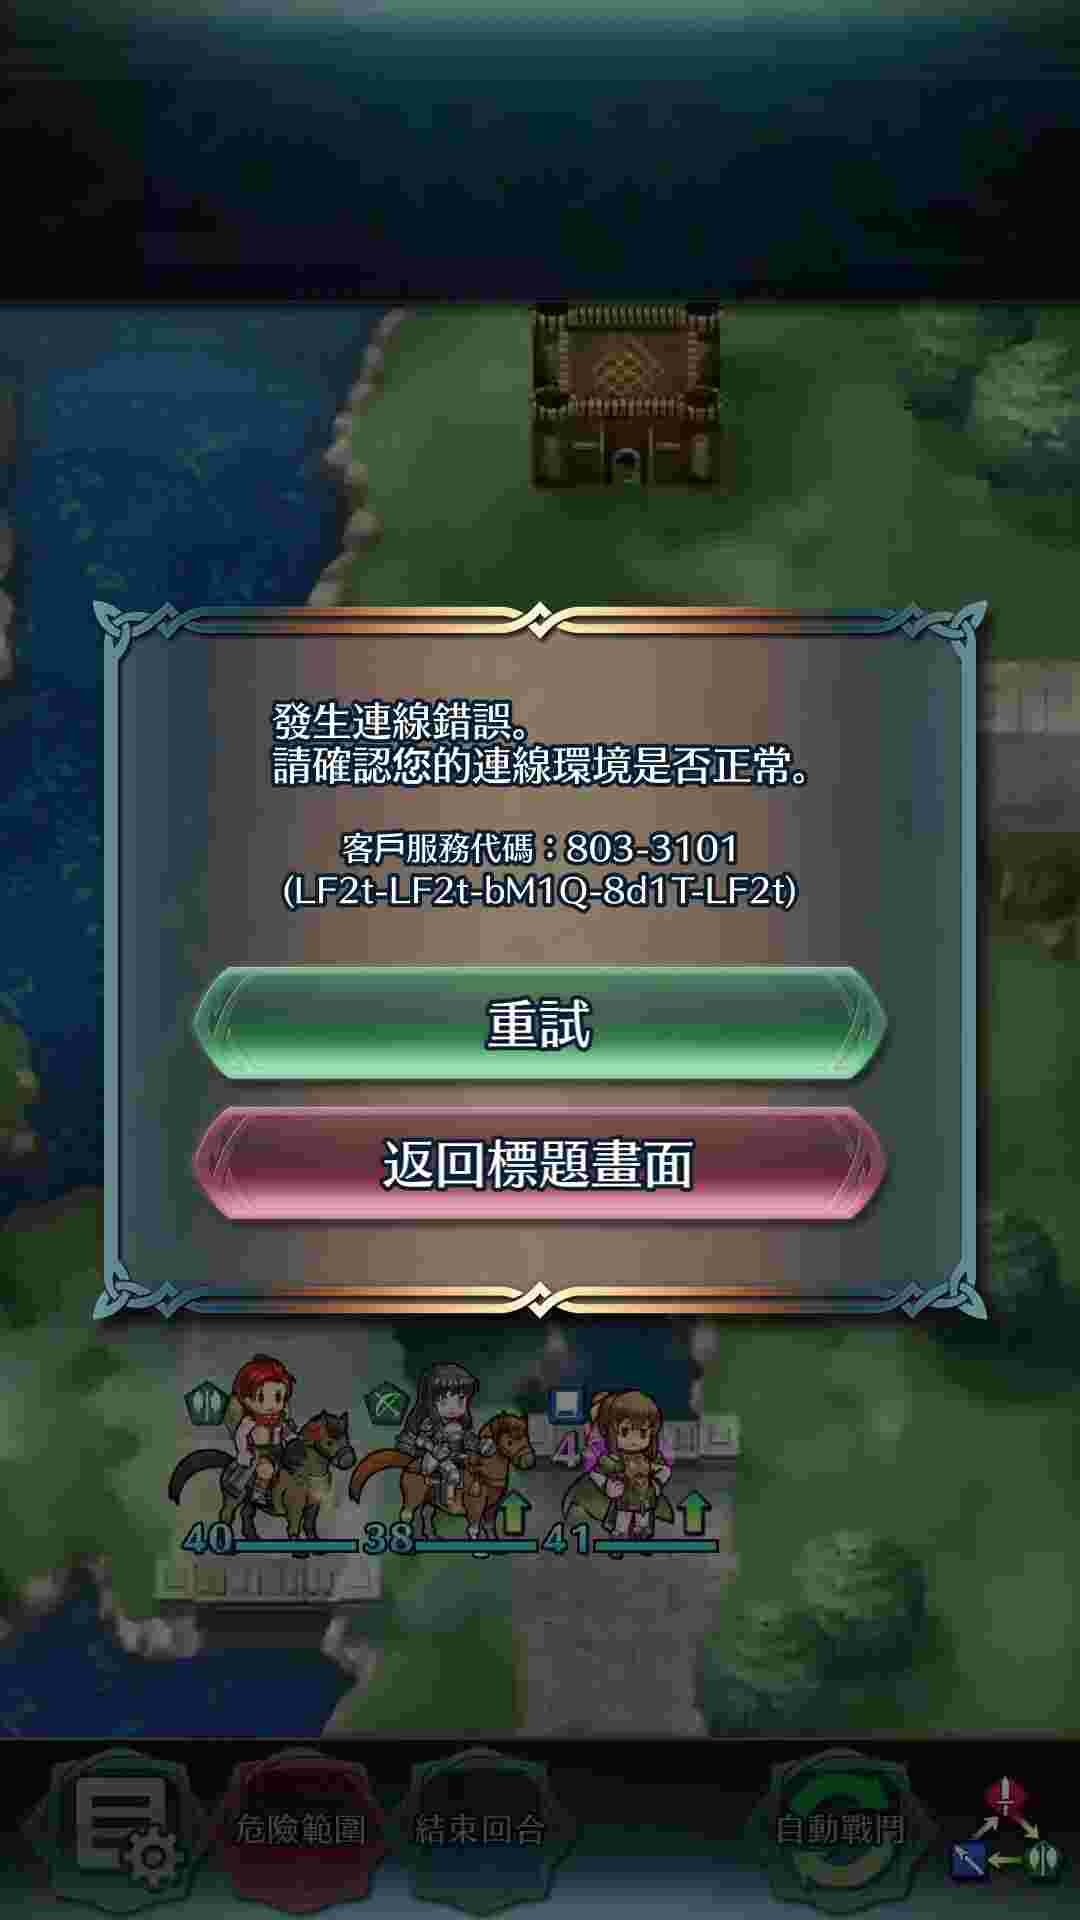 發生連線錯誤。
請確認您的連線環境是否正常。
客戶服務代碼：803-3101
(LF2t-LF2t-bM1Q-8d1T-LF2t)
重試
返回標題畫面
4
40 38 41
危險範圍 結束回合 自動戰鬥